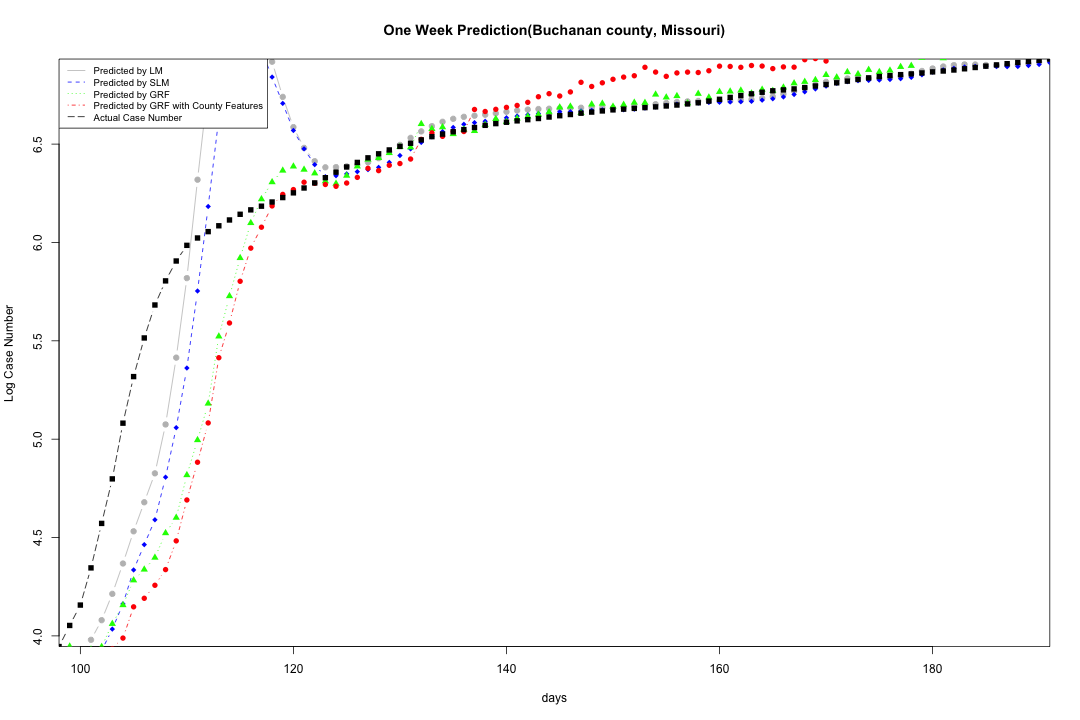 One Week Prediction(Buchanan county, Missouri)
Predicted by LM
Predicted by SLM
Predicted by GRF
Predicted by GRF with County Features
Actual Case Number
Log Case Number
6.5
6.0
5.5
5.0
4.5
4.0
100 120 140 160 180
days